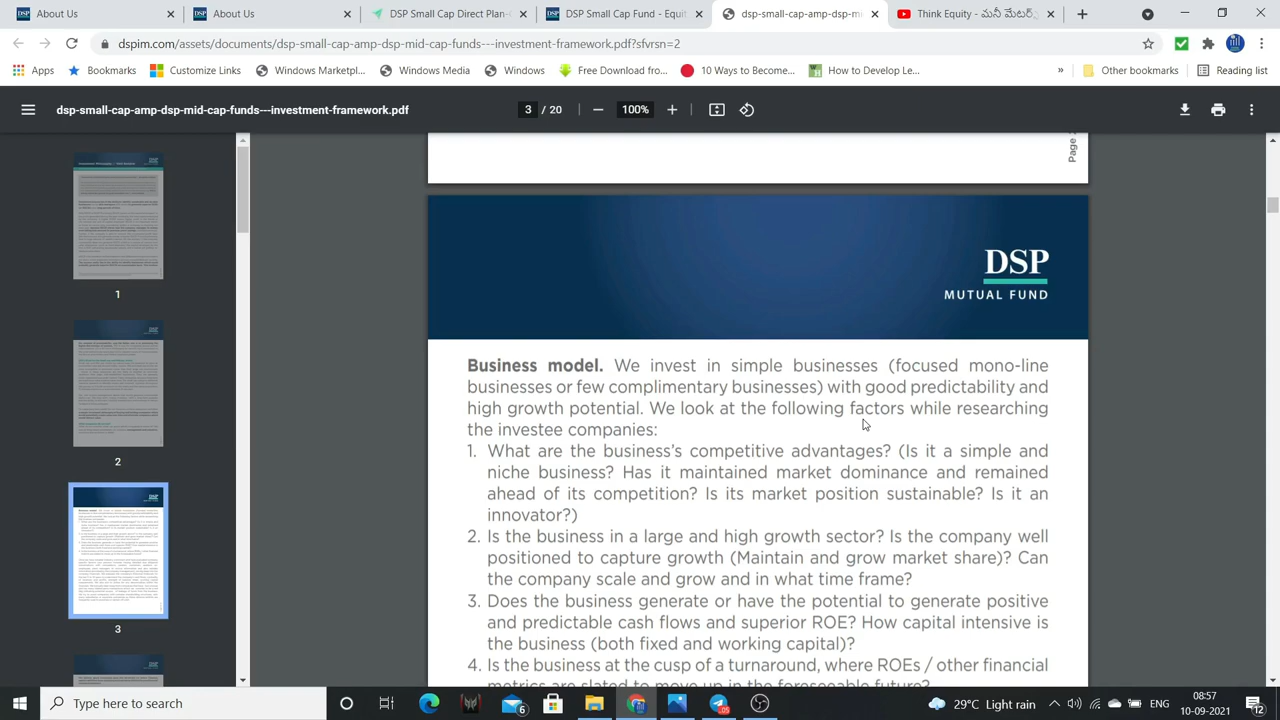 About Us
About Us
DSP Small Cap Direct Plan-
DSP Small Cap Fund - Equit
dsp-small-cap-amp-dsp-mi
Think Equity - మనీ మేటర్స్
dspim.com/assets/documents/dsp-small-cap-amp-dsp-mid-cap-funds---investment-framework.pdf?sfvrsn=2
Apps
Bookmarks
Customize Links
Windows Marketpl...
Windows Media
Windows
Free Download fro...
10 Ways to Become...
How to Develop Le...
»
Other bookmarks
Reading list
dsp-small-cap-amp-dsp-mid-cap-funds---investment-framework.pdf
3 / 20
100%
Page
DSP
MUTUAL FUND
1
2
3
Business model. We invest in simple businesses (focused mono-line
businesses or few complimentary businesses) with good predictability and
high growth potential. We look at the following factors while researching
the investee companies:
1. What are the business's competitive advantages? (Is it a simple and
niche business? Has it maintained market dominance and remained
ahead of its competition? Is its market position sustainable? Is it an
innovator?)
2. Is the business in a large and high growth sector? Is the company well
positioned to capture growth (Maintain and grow market share)? Can
the company scale and grow and in what time frame?
3. Does the business generate or have the potential to generate positive
and predictable cash flows and superior ROE? How capital intensive is
the business (both fixed and working capital)?
4. Is the business at the cusp of a turnaround, where ROEs / other financial
metrics are slated to move up in the foreseeable future?
Type here to search
29°C Light rain
ENG
08:57
10-09-2021